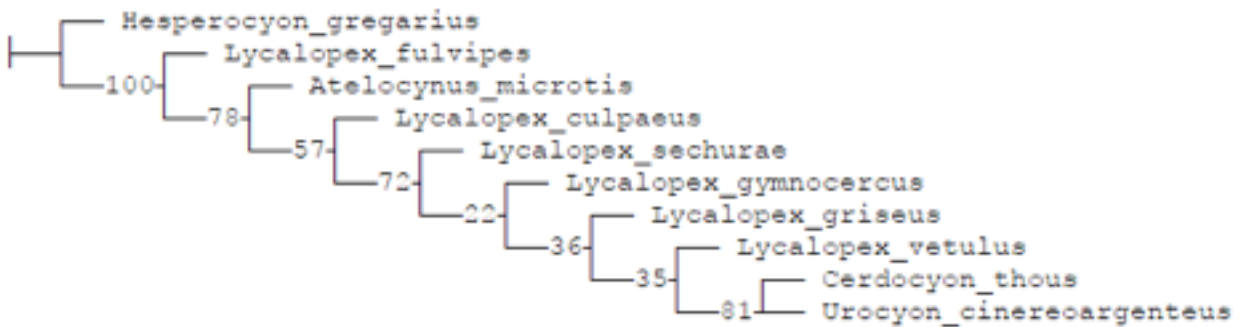 Hesperocyon_gregarius
Lycalopex_fulvipes
100
Atelocynus_microtis
78
Lycalopex_culpaeus
57
Lycalopex_sechurae
72
Lycalopex_gymnocercus
22
Lycalopex_griseus
36
Lycalopex_vetulus
35
Cerdocyon_thous
81
Urocyon_cinereoargenteus